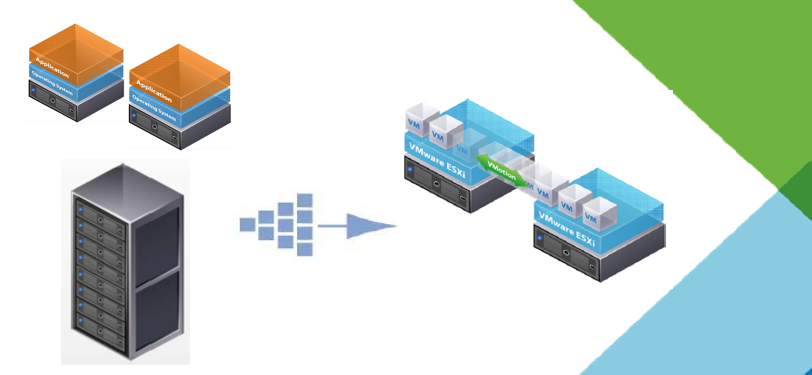 Application
Operating System
Application
Operating System
VM
VM
VM
VMware ESXi
VMotion
VM
VM
VM
VMware ESXi